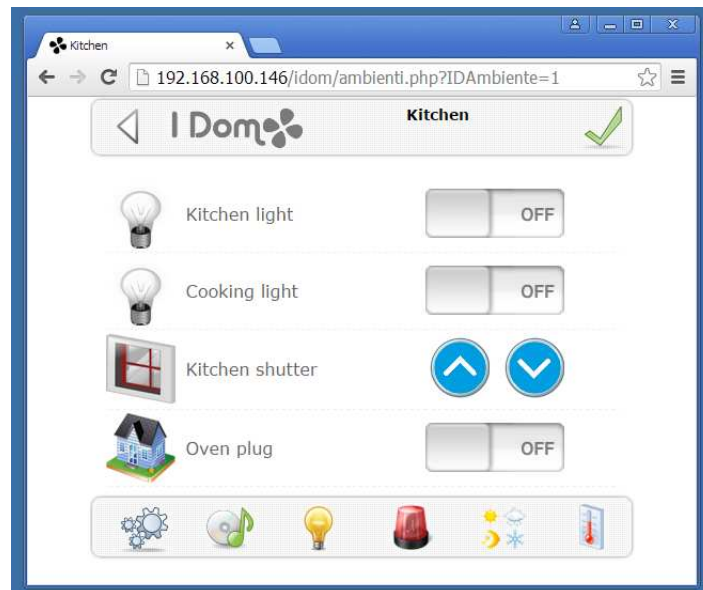 Kitchen
192.168.100.146/idom/ambienti.php?IDAmbiente=1
I Dom
Kitchen
Kitchen light
OFF
Cooking light
OFF
Kitchen shutter
Oven plug
OFF